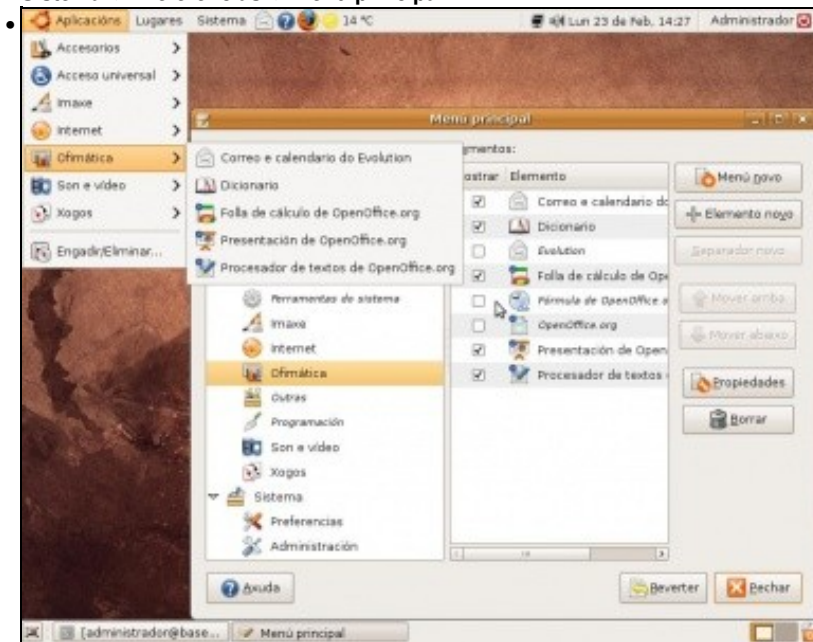 Aplicacións Lugares Sistema 14 °C Lun 23 de Feb, 14:27 Administrador
Accesorios
Acceso universal
Imaxe
Internet
Ofimática
Son e vídeo
Xogos
Engadir/Eliminar...
Correo e calendario do Evolution
Dicionario
Folla de cálculo de OpenOffice.org
Presentación de OpenOffice.org
Procesador de textos de OpenOffice.org
Menú principal
Elemento
Correo e calendario do
Dicionario
Evolution
Folla de cálculo de Ope
Fórmula de OpenOffice
OpenOffice.org
Presentación de Open
Procesador de textos
Menú novo
Elemento novo
Separador novo
Mover arriba
Mover abaixo
Propiedades
Borrar
Ferramentas de sistema
Imaxe
Internet
Ofimática
Outras
Programación
Son e vídeo
Xogos
Sistema
Preferencias
Administración
Axuda
Reverter
Pechar
[administrador@base...
Menú principal